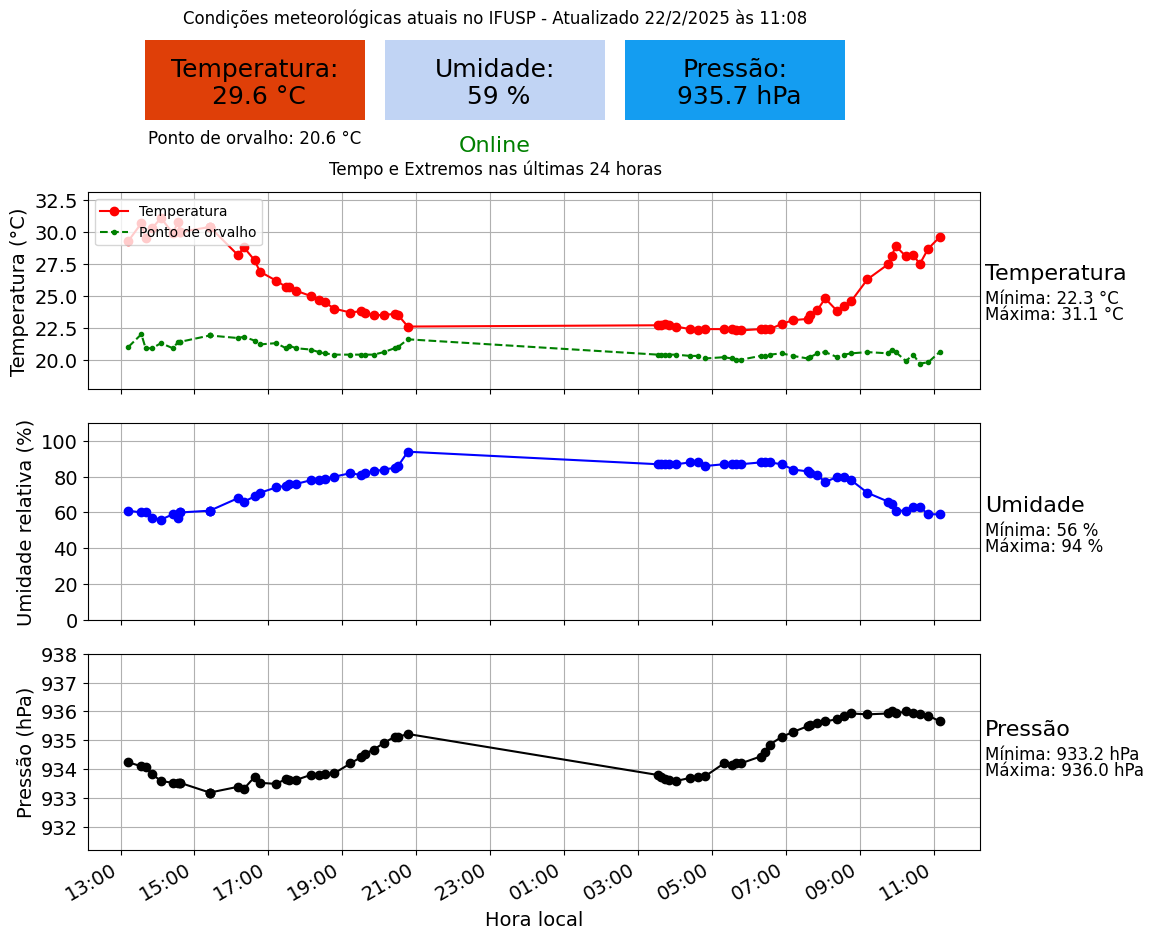 Condições meteorológicas atuais no IFUSP - Atualizado 22/2/2025 às 11:08
Temperatura:
29.6 °C
Umidade:
59 %
Pressão:
935.7 hPa
Ponto de orvalho: 20.6 °C
Online
Tempo e Extremos nas últimas 24 horas
Temperatura (°C)
32.5
30.0
27.5
25.0
22.5
20.0
Temperatura
Ponto de orvalho
Temperatura
Mínima: 22.3 °C
Máxima: 31.1 °C
Umidade relativa (%)
100
80
60
40
20
0
Umidade
Mínima: 56 %
Máxima: 94 %
Pressão (hPa)
938
937
936
935
934
933
932
Pressão
Mínima: 933.2 hPa
Máxima: 936.0 hPa
13:00
15:00
17:00
19:00
21:00
23:00
01:00
03:00
05:00
07:00
09:00
11:00
Hora local